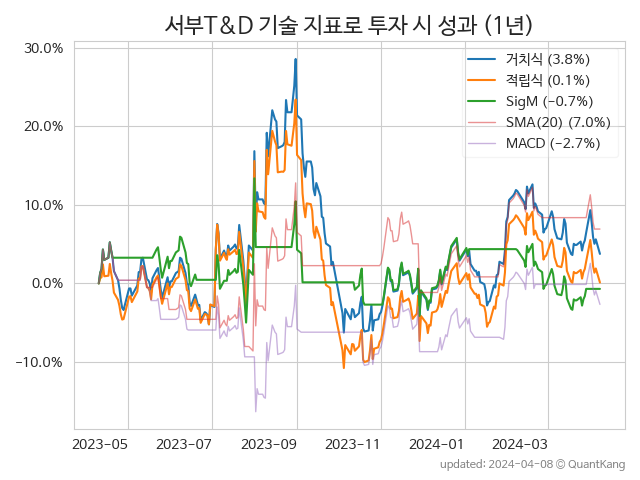 서부T&D 기술 지표로 투자 시 성과 (1년)
30.0%
20.0%
10.0%
0.0%
−10.0%
거치식 (3.8%)
적립식 (0.1%)
SigM (−0.7%)
SMA(20) (7.0%)
MACD (−2.7%)
2023-05 2023-07 2023-09 2023-11 2024-01 2024-03
updated: 2024-04-08 © QuantKang